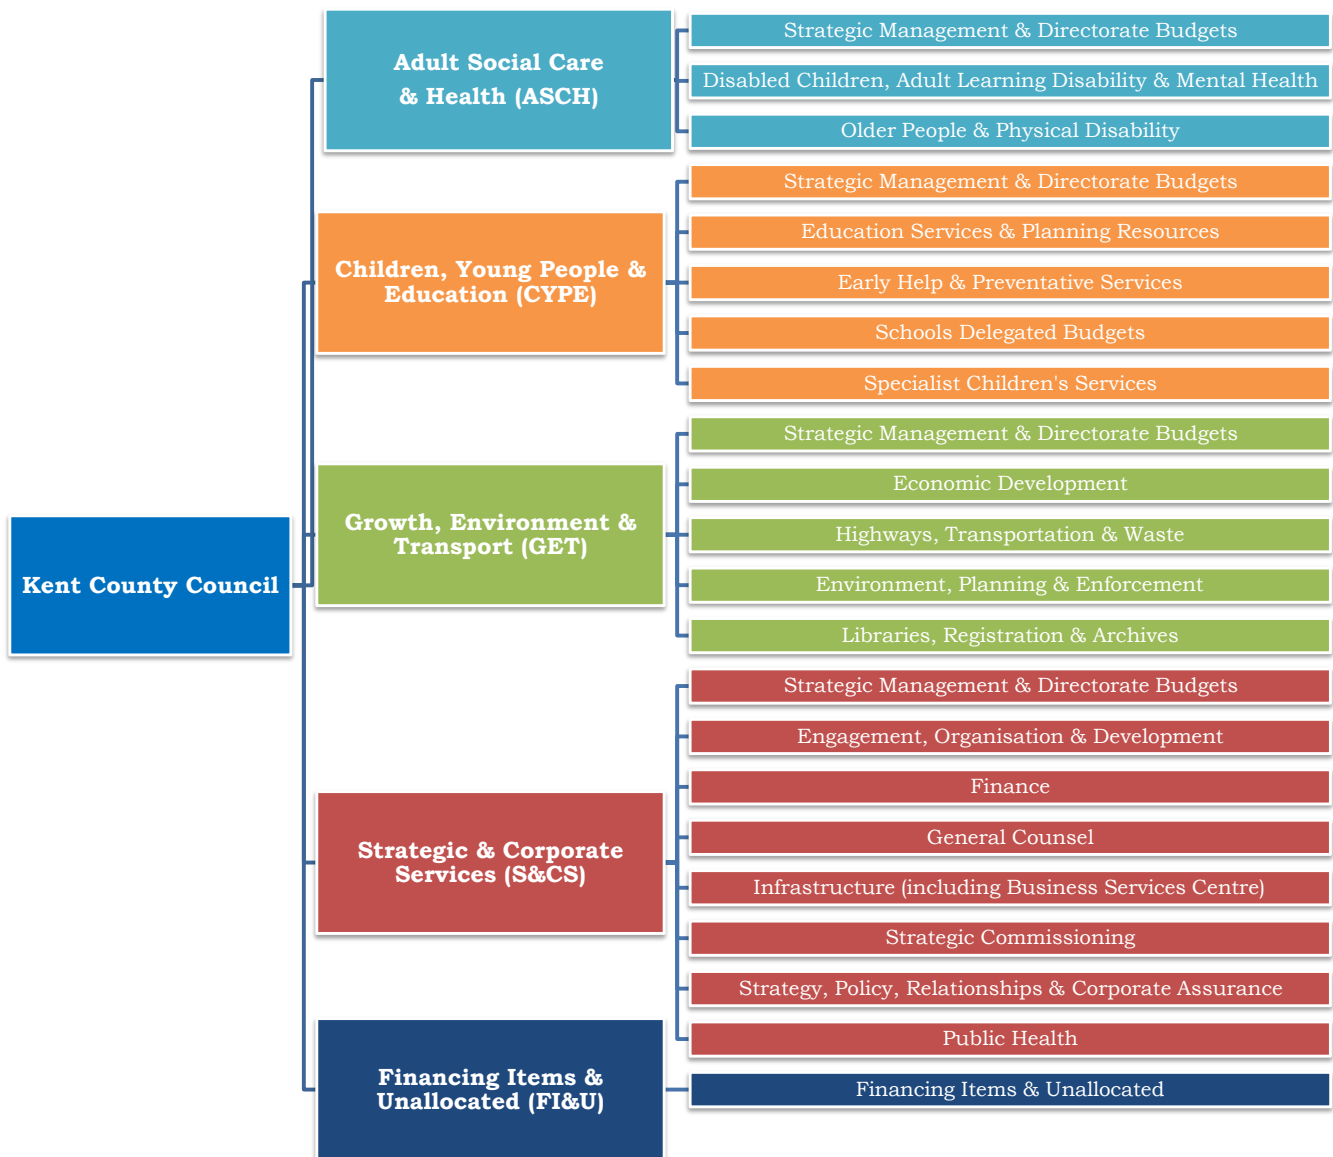 Kent County Council
Adult Social Care
& Health (ASCH)
Strategic Management & Directorate Budgets
Disabled Children, Adult Learning Disability & Mental Health
Older People & Physical Disability
Children, Young People &
Education (CYPE)
Strategic Management & Directorate Budgets
Education Services & Planning Resources
Early Help & Preventative Services
Schools Delegated Budgets
Specialist Children's Services
Growth, Environment &
Transport (GET)
Strategic Management & Directorate Budgets
Economic Development
Highways, Transportation & Waste
Environment, Planning & Enforcement
Libraries, Registration & Archives
Strategic & Corporate
Services (S&CS)
Strategic Management & Directorate Budgets
Engagement, Organisation & Development
Finance
General Counsel
Infrastructure (including Business Services Centre)
Strategic Commissioning
Strategy, Policy, Relationships & Corporate Assurance
Public Health
Financing Items &
Unallocated (FI&U)
Financing Items & Unallocated